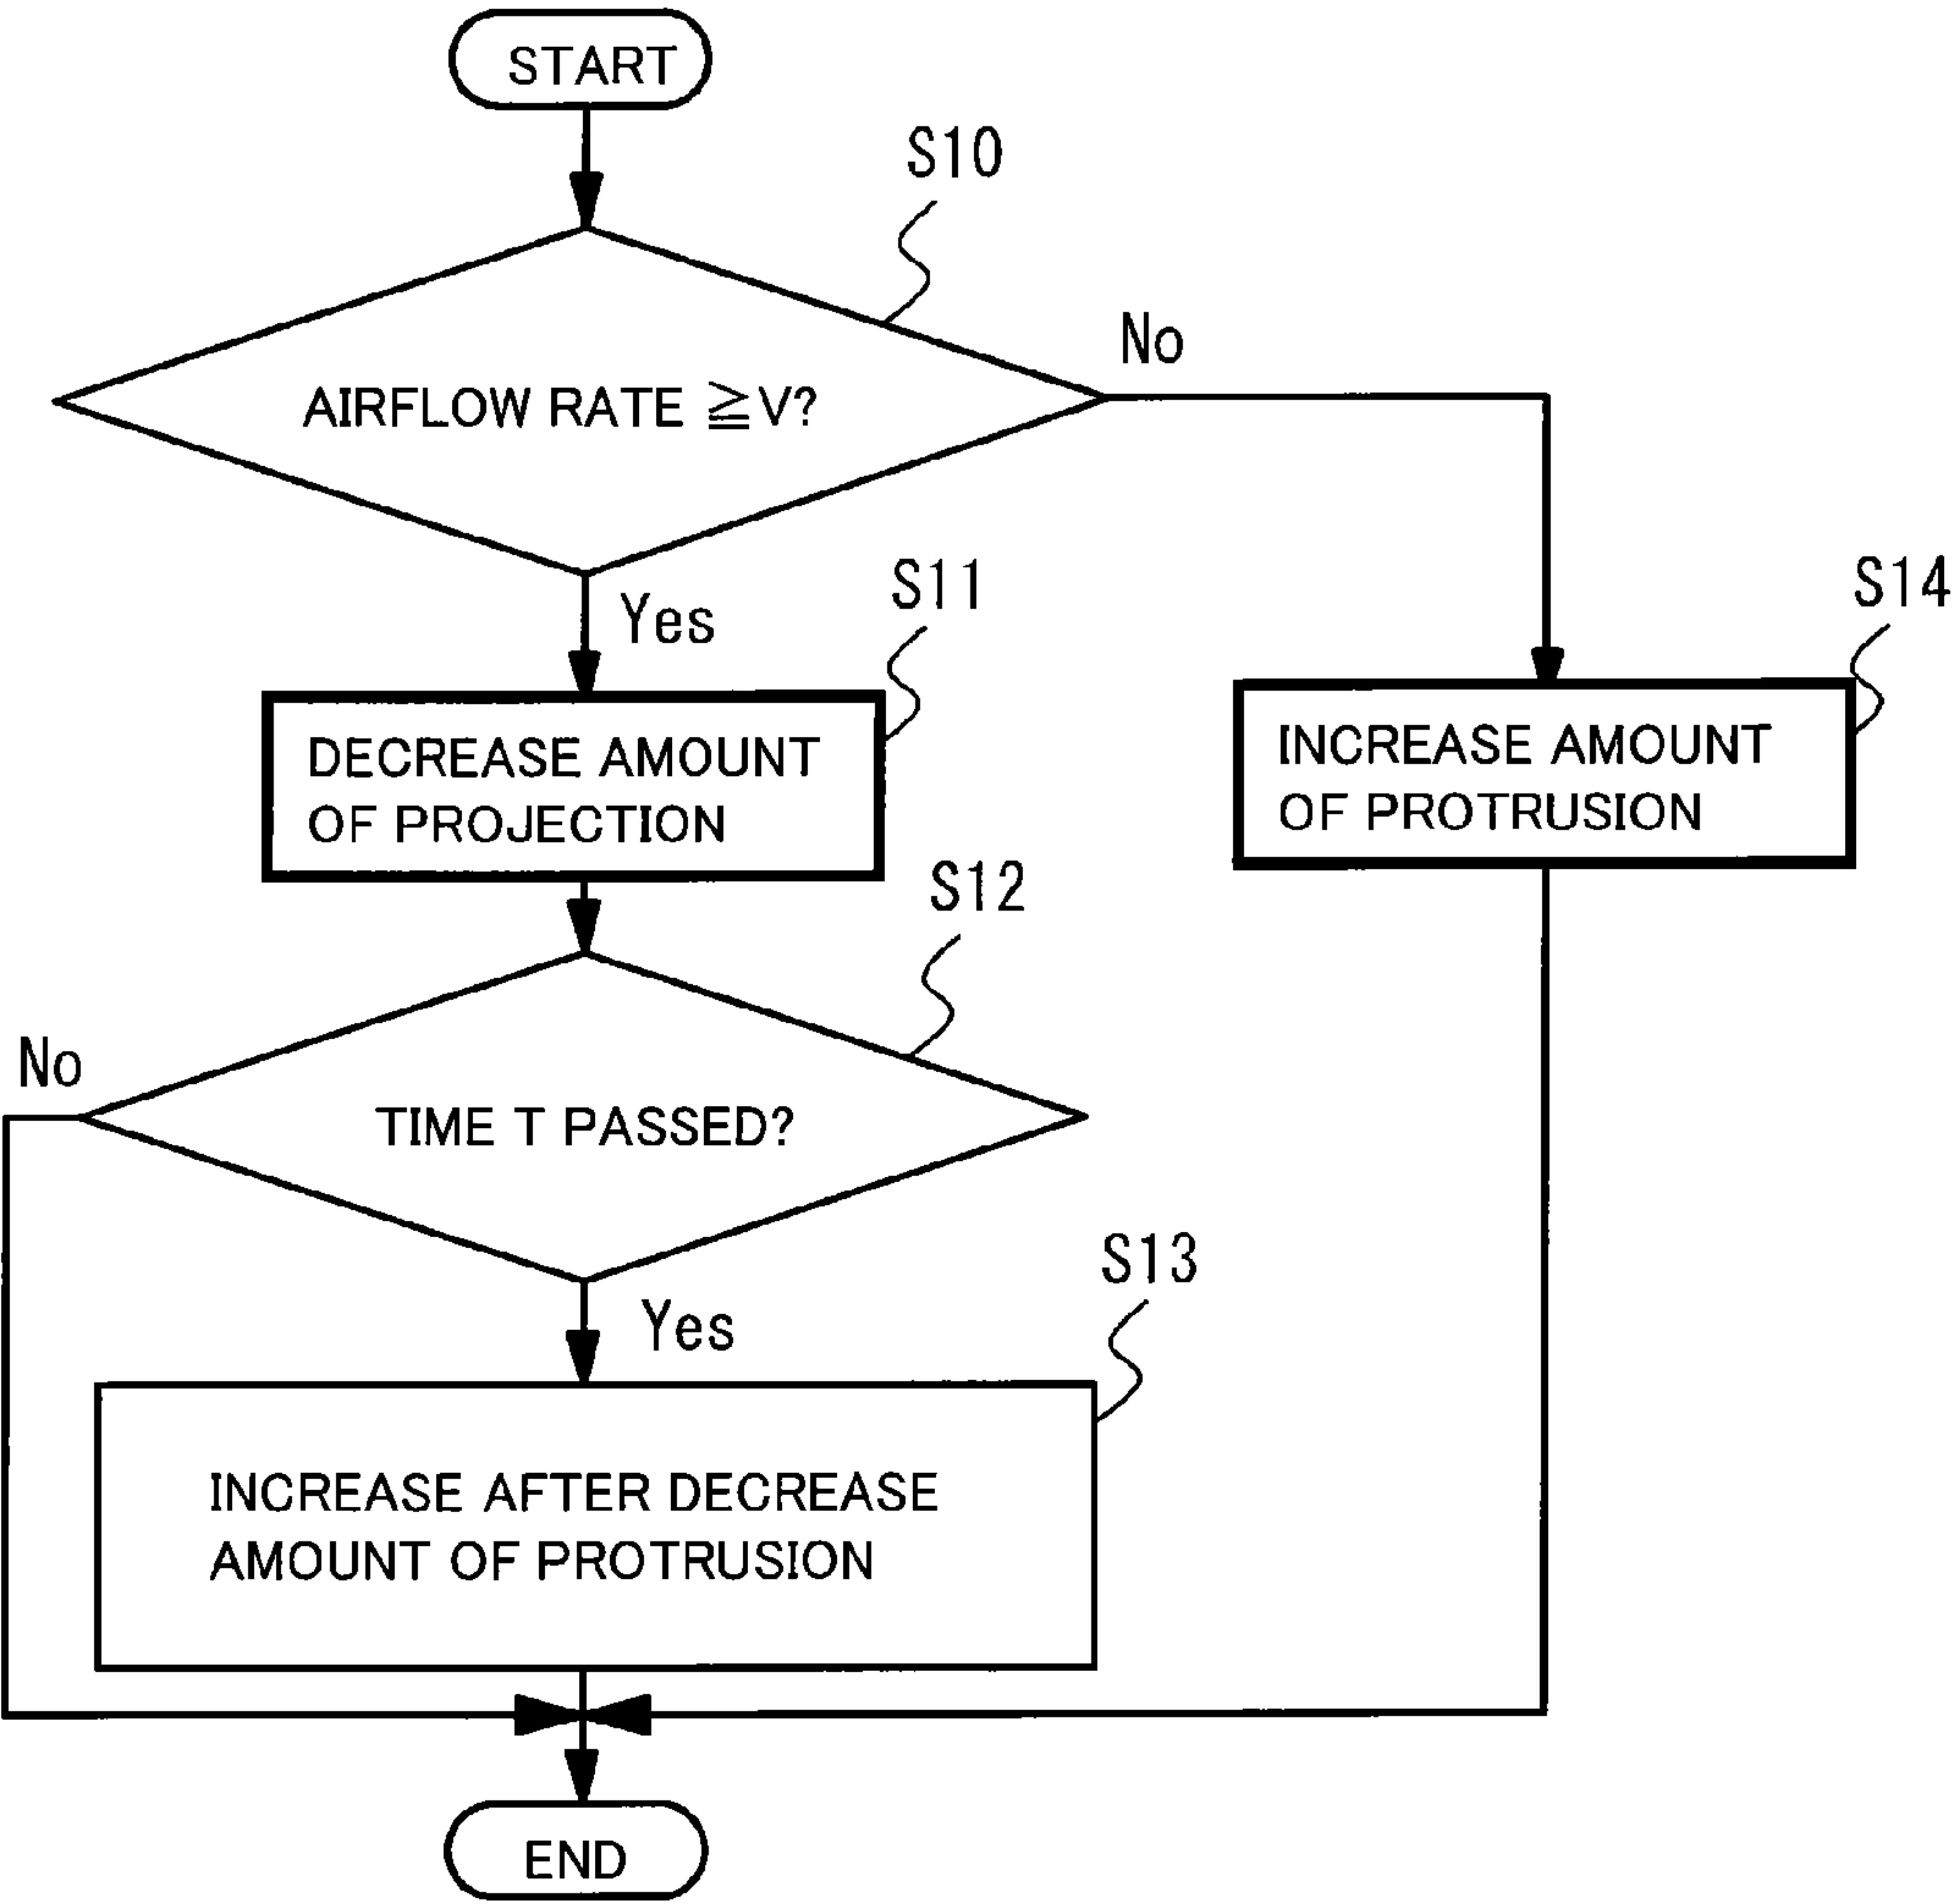 START
S10
No
AIRFLOW RATE ≧V?
S11
Yes
S14
DECREASE AMOUNT
OF PROJECTION
INCREASE AMOUNT
OF PROTRUSION
S12
No
TIME T PASSED?
S13
Yes
INCREASE AFTER DECREASE
AMOUNT OF PROTRUSION
END